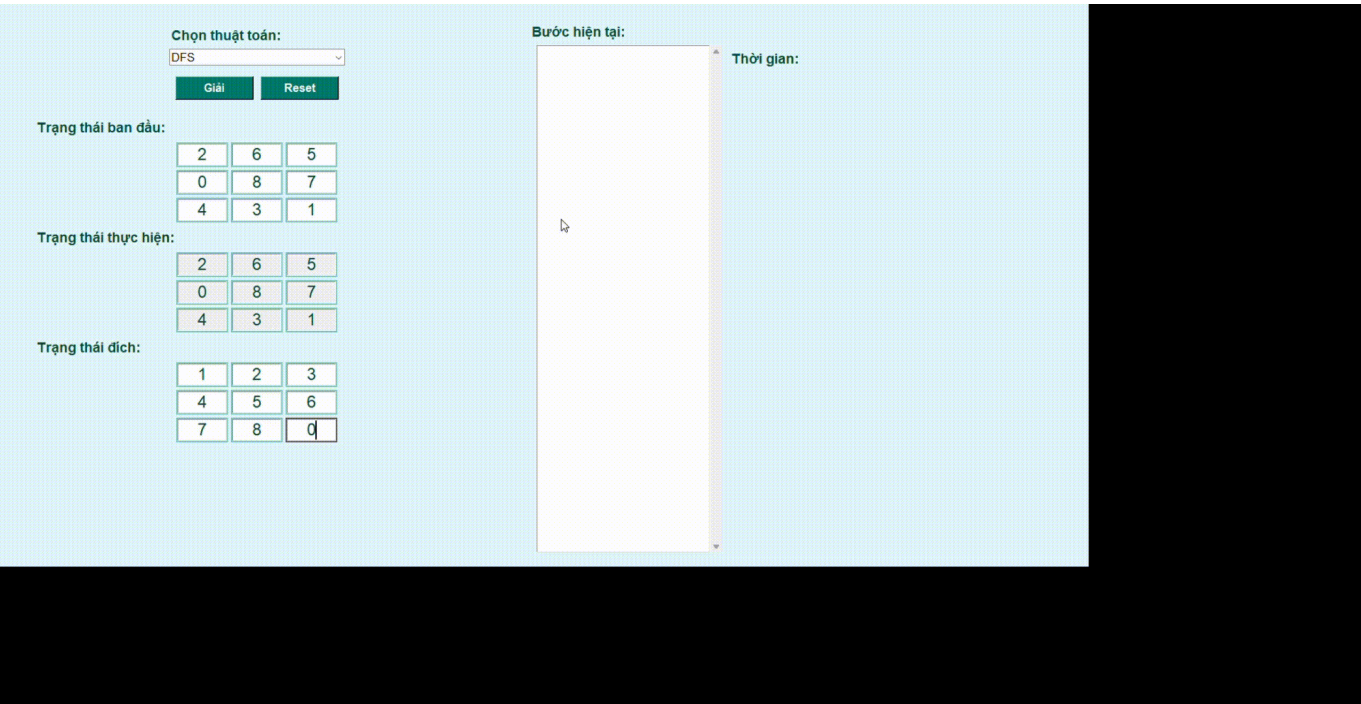 Chọn thuật toán:
DFS
Giải Reset
Trạng thái ban đầu:
2 6 5
0 8 7
4 3 1
Trạng thái thực hiện:
2 6 5
0 8 7
4 3 1
Trạng thái đích:
1 2 3
4 5 6
7 8 0
Bước hiện tại:
Thời gian: